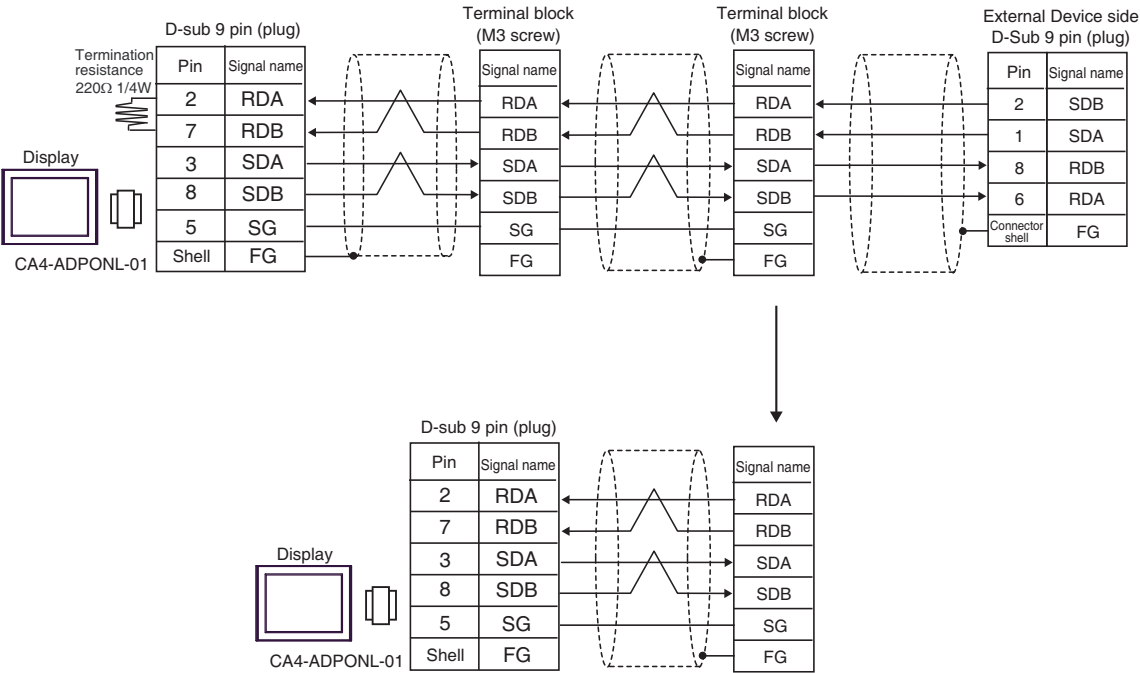 D-sub 9 pin (plug)
Terminal block
(M3 screw)
Terminal block
(M3 screw)
External Device side
D-Sub 9 pin (plug)
Termination
resistance
220Ω 1/4W
Display
CA4-ADPONL-01
Pin Signal name
2 RDA
7 RDB
3 SDA
8 SDB
5 SG
Shell FG
Signal name
RDA
RDB
SDA
SDB
SG
FG
Signal name
RDA
RDB
SDA
SDB
SG
FG
Pin Signal name
2 SDB
1 SDA
8 RDB
6 RDA
Connector
shell
FG
D-sub 9 pin (plug)
Display
CA4-ADPONL-01
Pin Signal name
2 RDA
7 RDB
3 SDA
8 SDB
5 SG
Shell FG
Signal name
RDA
RDB
SDA
SDB
SG
FG